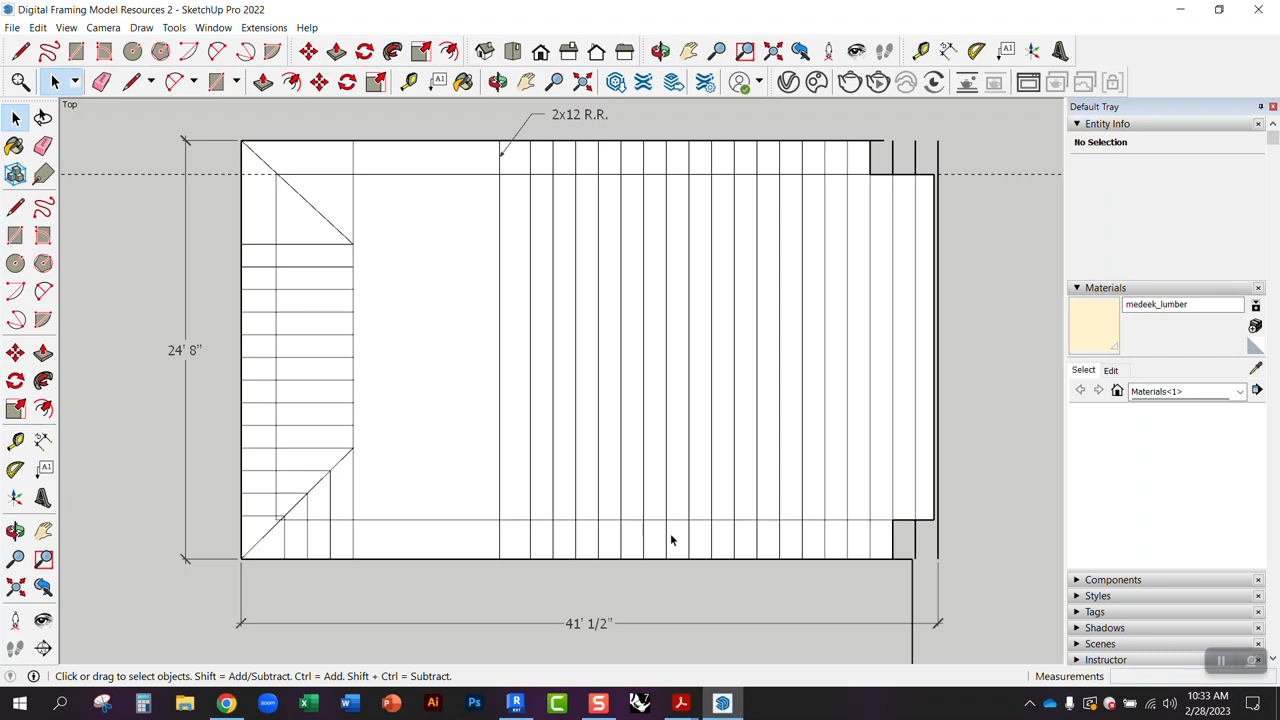 Digital Framing Model Resources 2 - SketchUp Pro 2022
File Edit View Camera Draw Tools Window Extensions Help
Top
Default Tray
Entity Info
No Selection
2x12 R.R.
24' 8"
41' 1/2"
Materials
medeek_lumber
Select Edit
Materials<1>
Components
Styles
Tags
Shadows
Scenes
Instructor
Click or drag to select objects. Shift = Add/Subtract. Ctrl = Add. Shift + Ctrl = Subtract.
Measurements
10:33 AM
2/28/2023